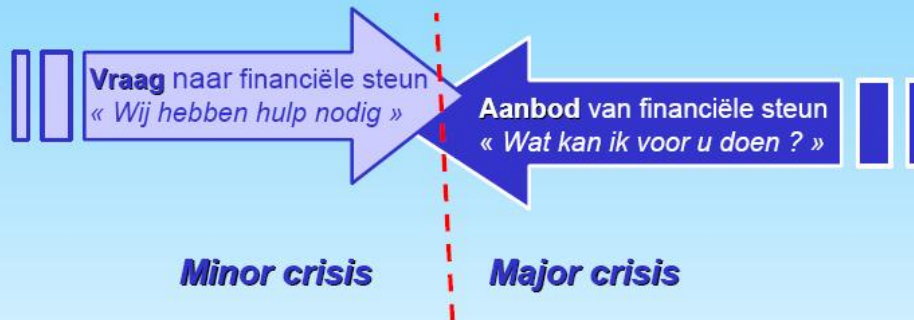 Vraag naar financiële steun
« Wij hebben hulp nodig »
Aanbod van financiële steun
« Wat kan ik voor u doen ? »
Minor crisis
Major crisis